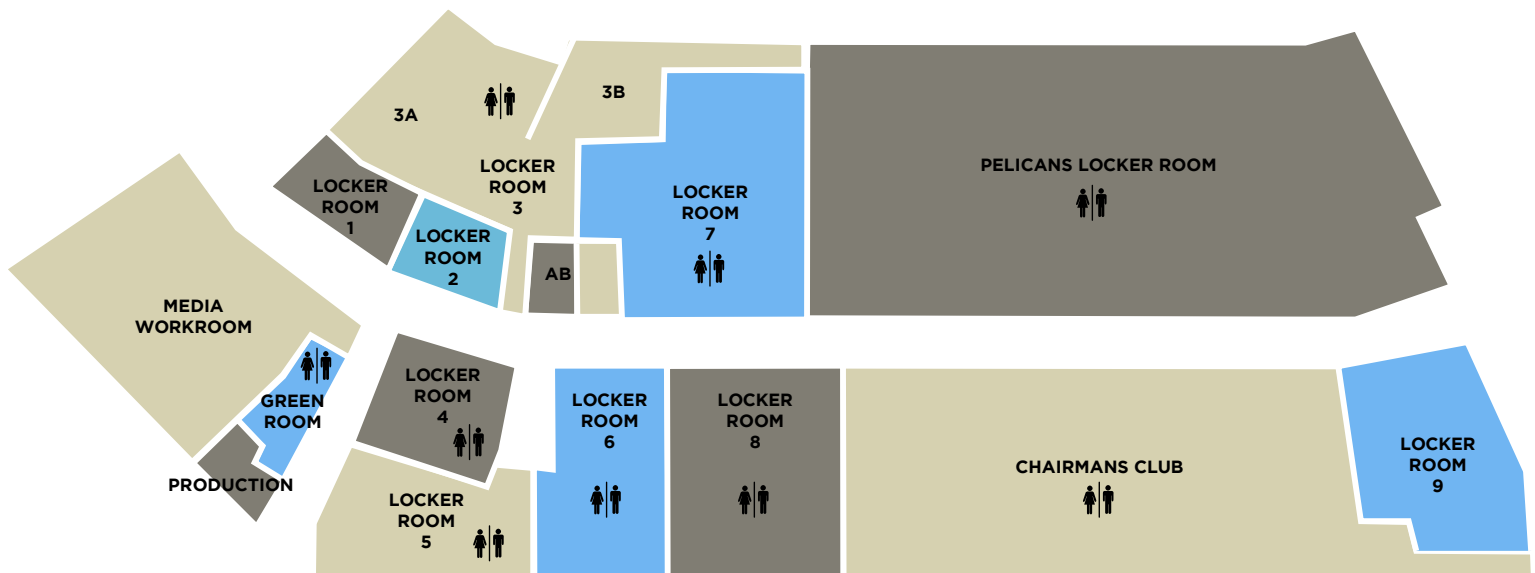 3A
3B
LOCKER
ROOM
3
LOCKER
ROOM
1
LOCKER
ROOM
2
AB
LOCKER
ROOM
7
PELICANS LOCKER ROOM
MEDIA
WORKROOM
GREEN
ROOM
PRODUCTION
LOCKER
ROOM
4
LOCKER
ROOM
5
LOCKER
ROOM
6
LOCKER
ROOM
8
CHAIRMANS CLUB
LOCKER
ROOM
9